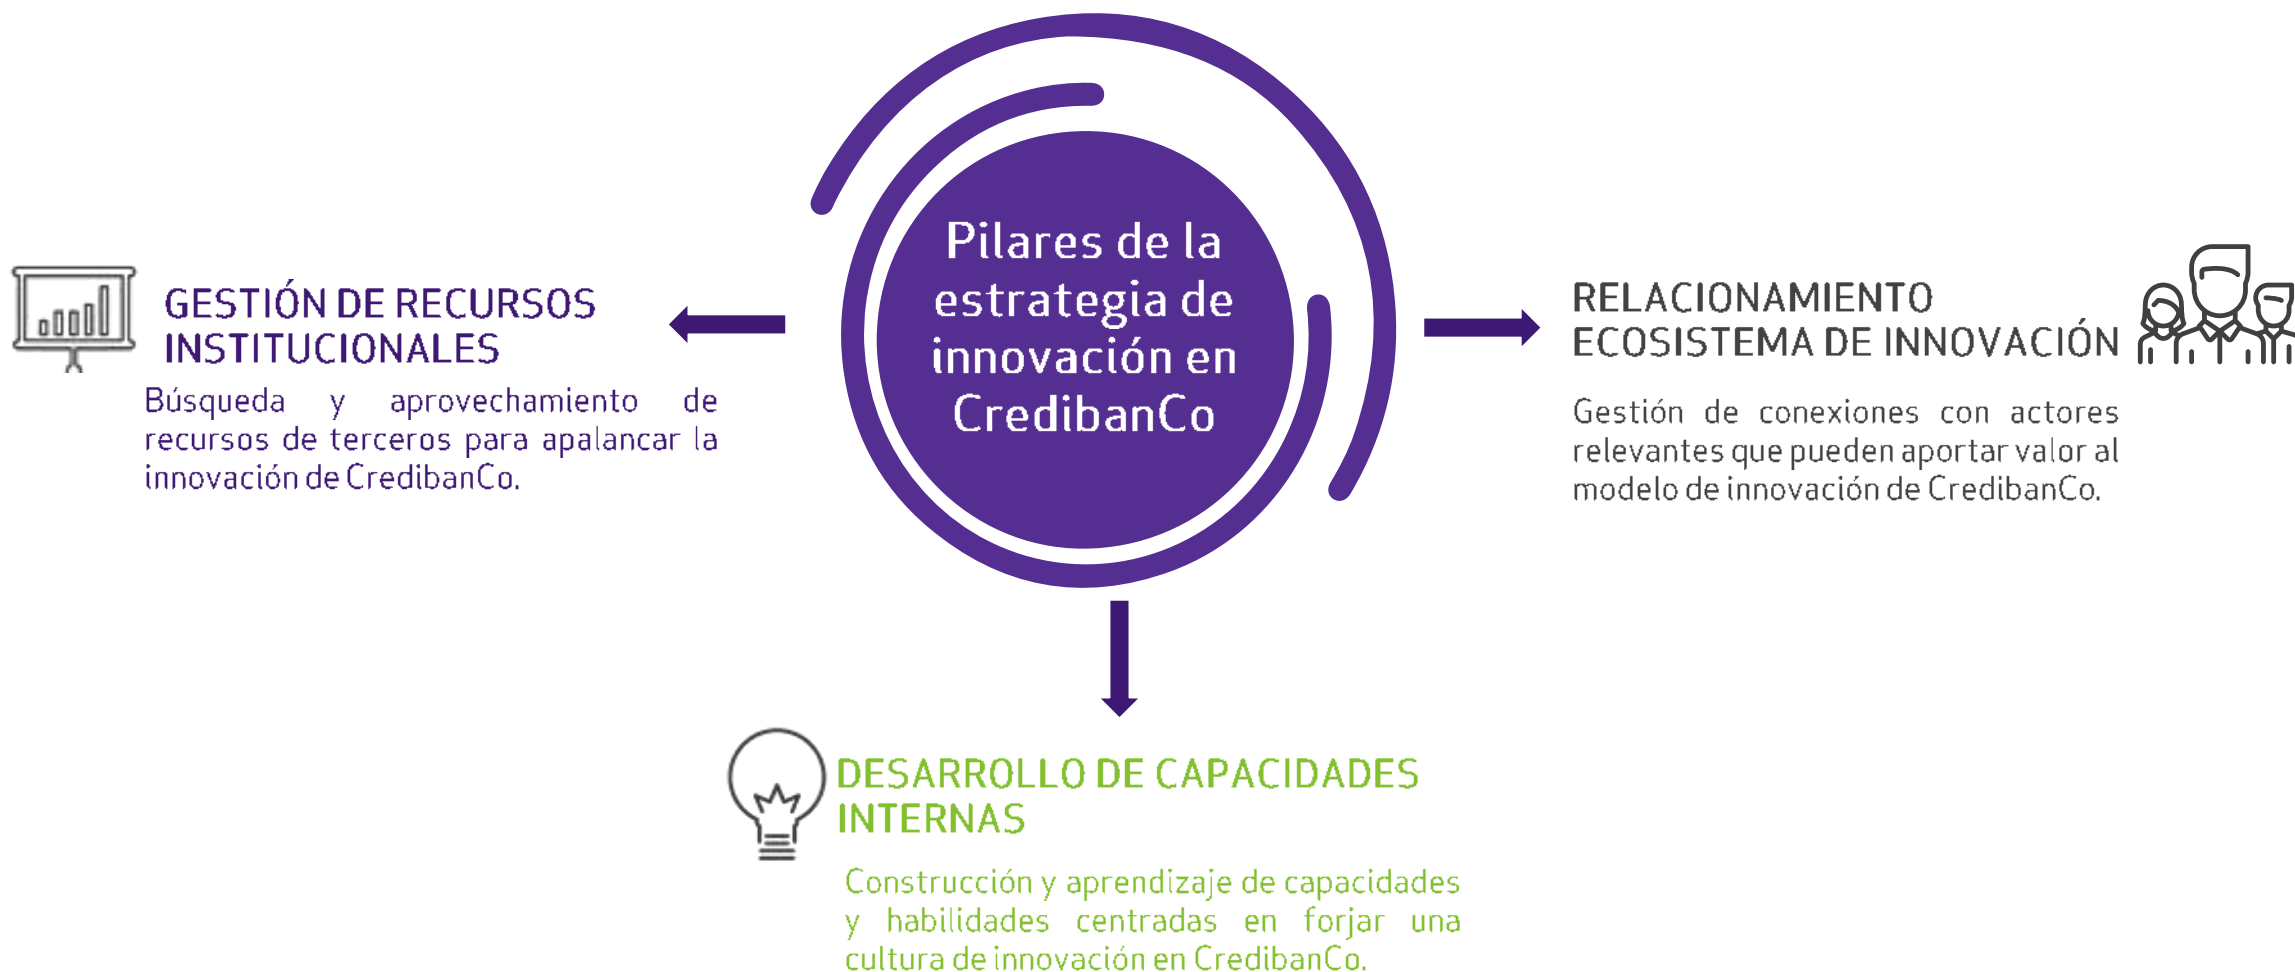 Pilares de la
estrategia de
innovación en
CredibanCo
GESTIÓN DE RECURSOS
INSTITUCIONALES
Búsqueda y aprovechamiento de
recursos de terceros para apalancar la
innovación de CredibanCo.
RELACIONAMIENTO
ECOSISTEMA DE INNOVACIÓN
Gestión de conexiones con actores
relevantes que pueden aportar valor al
modelo de innovación de CredibanCo.
DESARROLLO DE CAPACIDADES
INTERNAS
Construcción y aprendizaje de capacidades
y habilidades centradas en forjar una
cultura de innovación en CredibanCo.